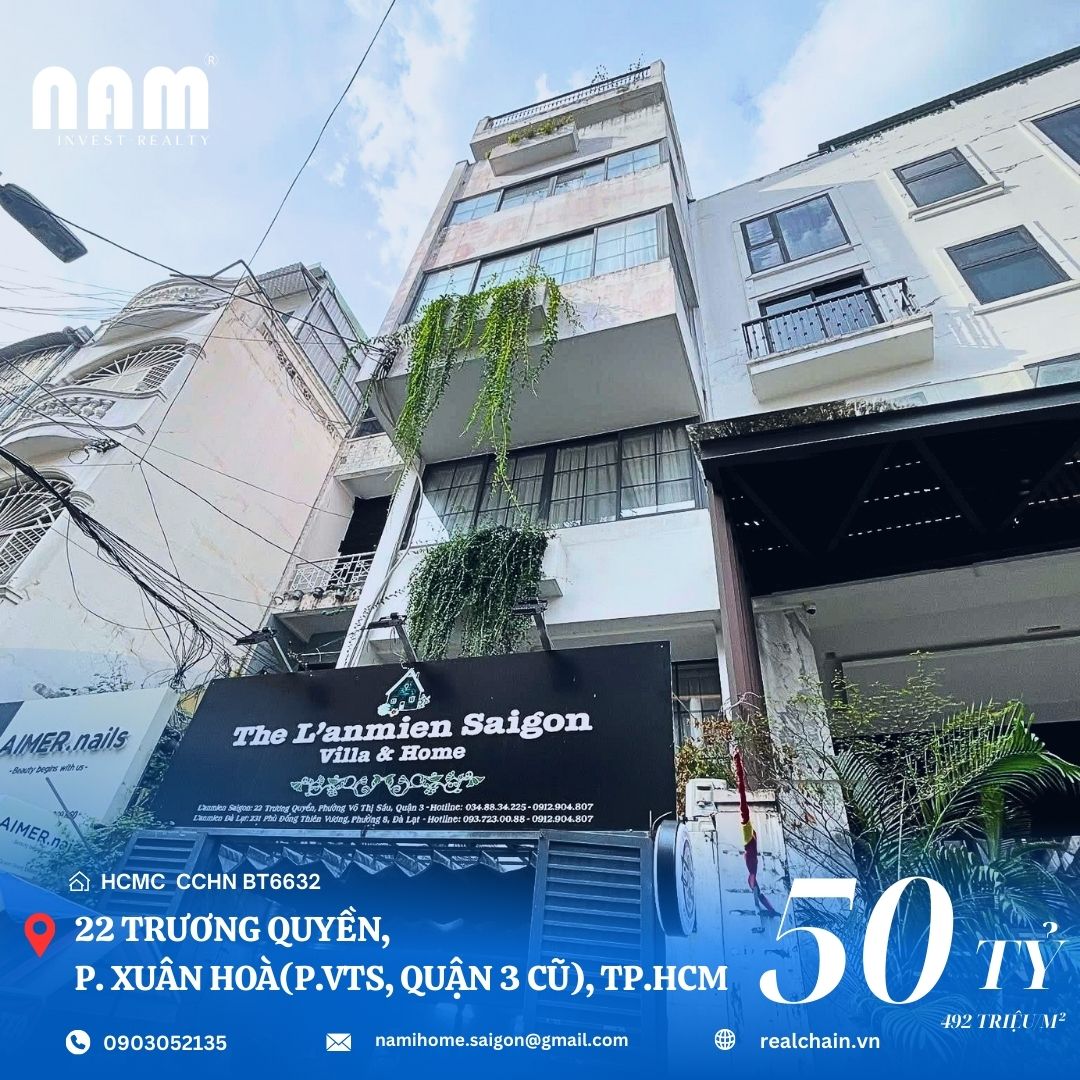 NAM®
INVEST-REALTY
AIMER.nails
-Beauty begins with us-
AIMER.na
The L'anmien Saigon
Villa & Home
L'anmien Saigon: 22 Trương Quyền, Phường Võ Thị Sáu, Quận 3 - Hotline: 034.88.34.225 - 0912.904.807
L'anmien Đà Lạt: 231 Phù Đổng Thiên Vương, Phường 8, Đà Lạt - Hotline: 093.723.00.88 - 0912.904.807
HCMC CCHN BT6632
22 TRƯƠNG QUYỀN,
P. XUÂN HOÀ(P.VTS, QUẬN 3 CŨ), TP.HCM
50 TỶ
492 TRIỆU M²
0903052135
namihome.saigon@gmail.com
realchain.vn